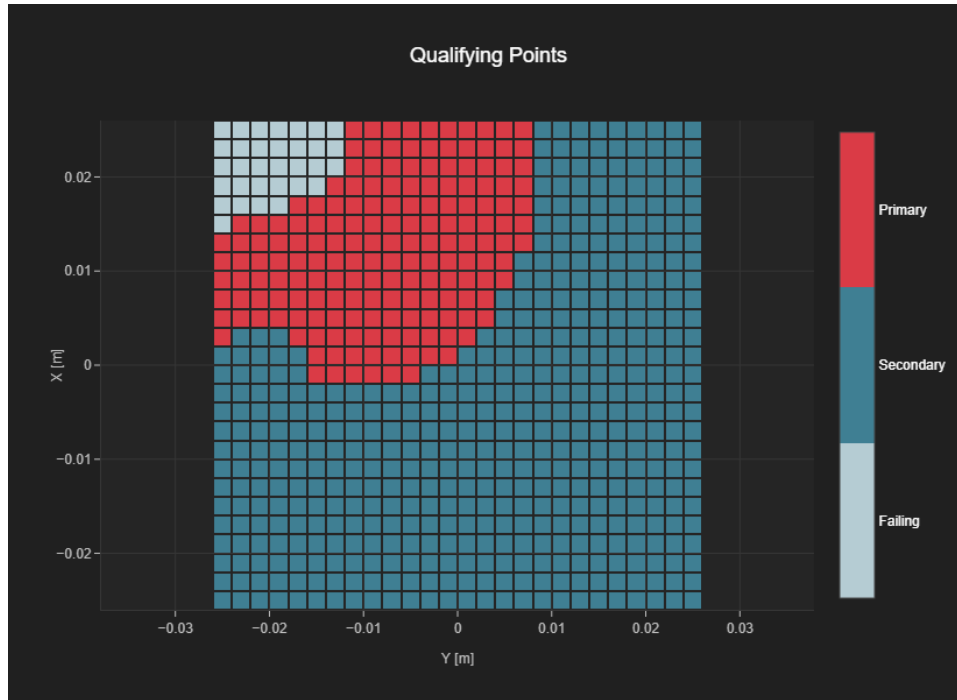 Qualifying Points
0.02
0.01
0
−0.01
−0.02
X [m]
−0.03
−0.02
−0.01
0
0.01
0.02
0.03
Y [m]
Primary
Secondary
Failing